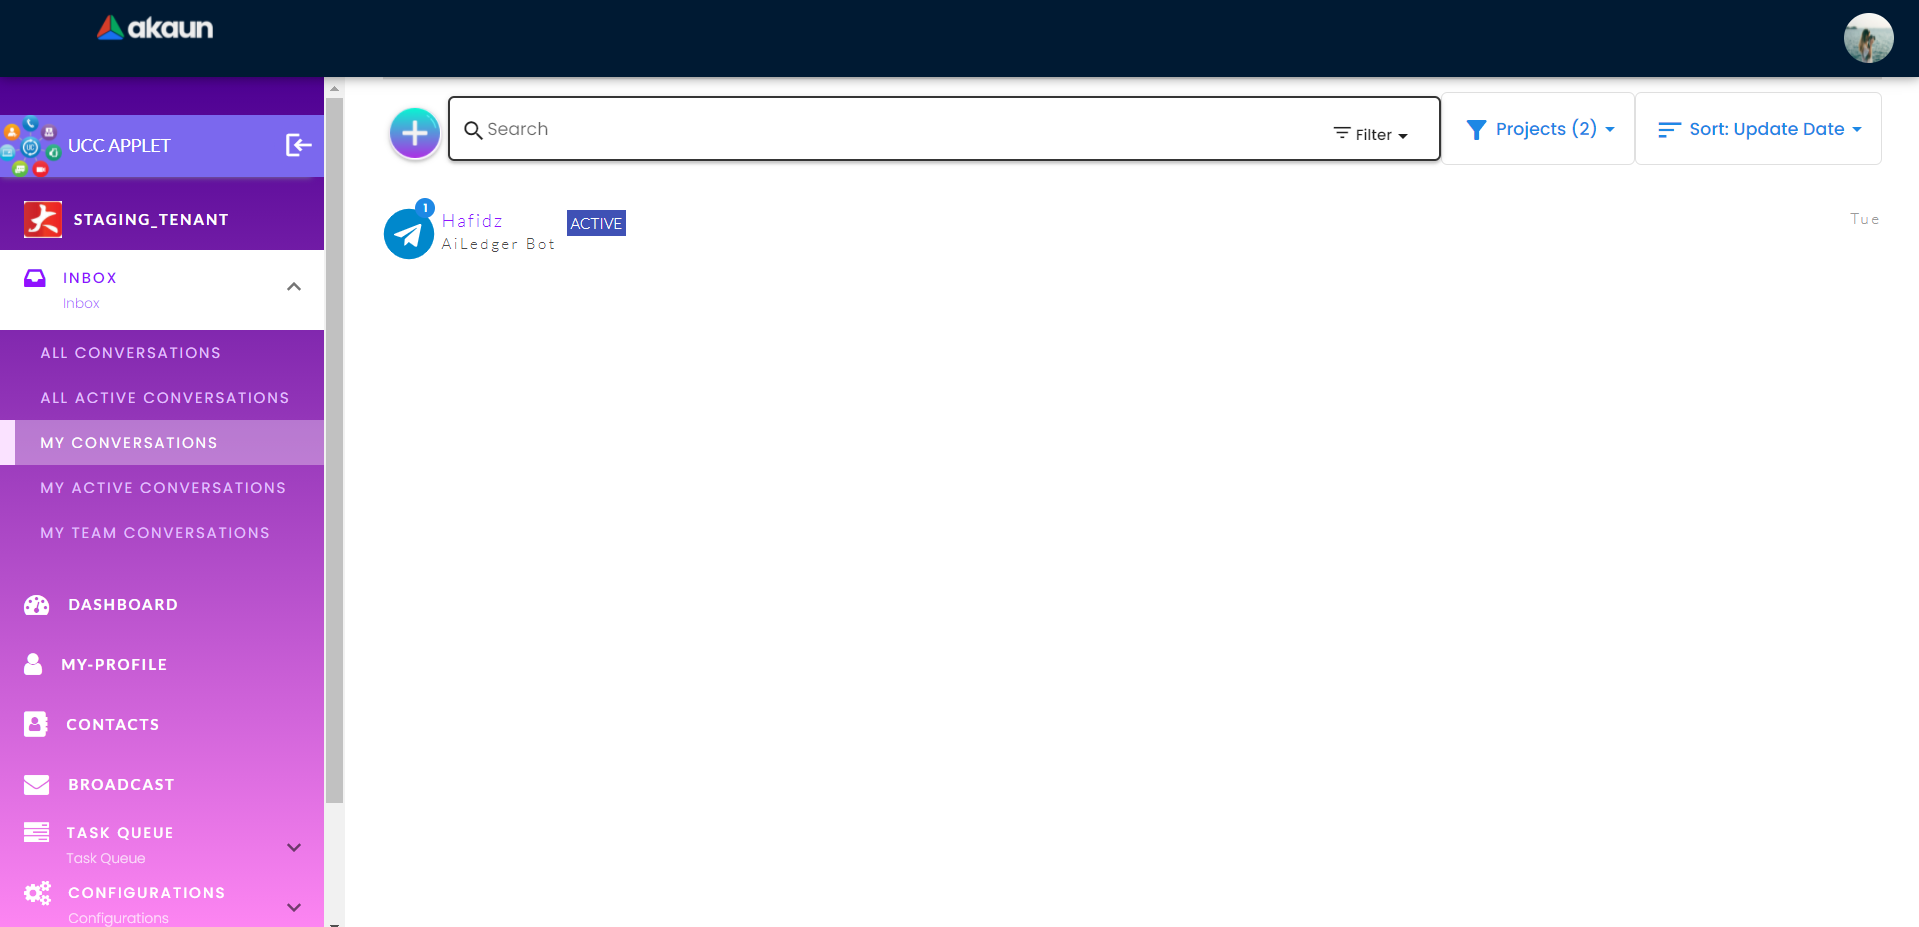 akaun
UCC APPLET
STAGING_TENANT
INBOX
Inbox
ALL CONVERSATIONS
ALL ACTIVE CONVERSATIONS
MY CONVERSATIONS
MY ACTIVE CONVERSATIONS
MY TEAM CONVERSATIONS
DASHBOARD
MY-PROFILE
CONTACTS
BROADCAST
TASK QUEUE
Task Queue
CONFIGURATIONS
Configurations
Search
Filter
Projects (2)
Sort: Update Date
1
Hafidz
ACTIVE
Tue
AiLedger Bot